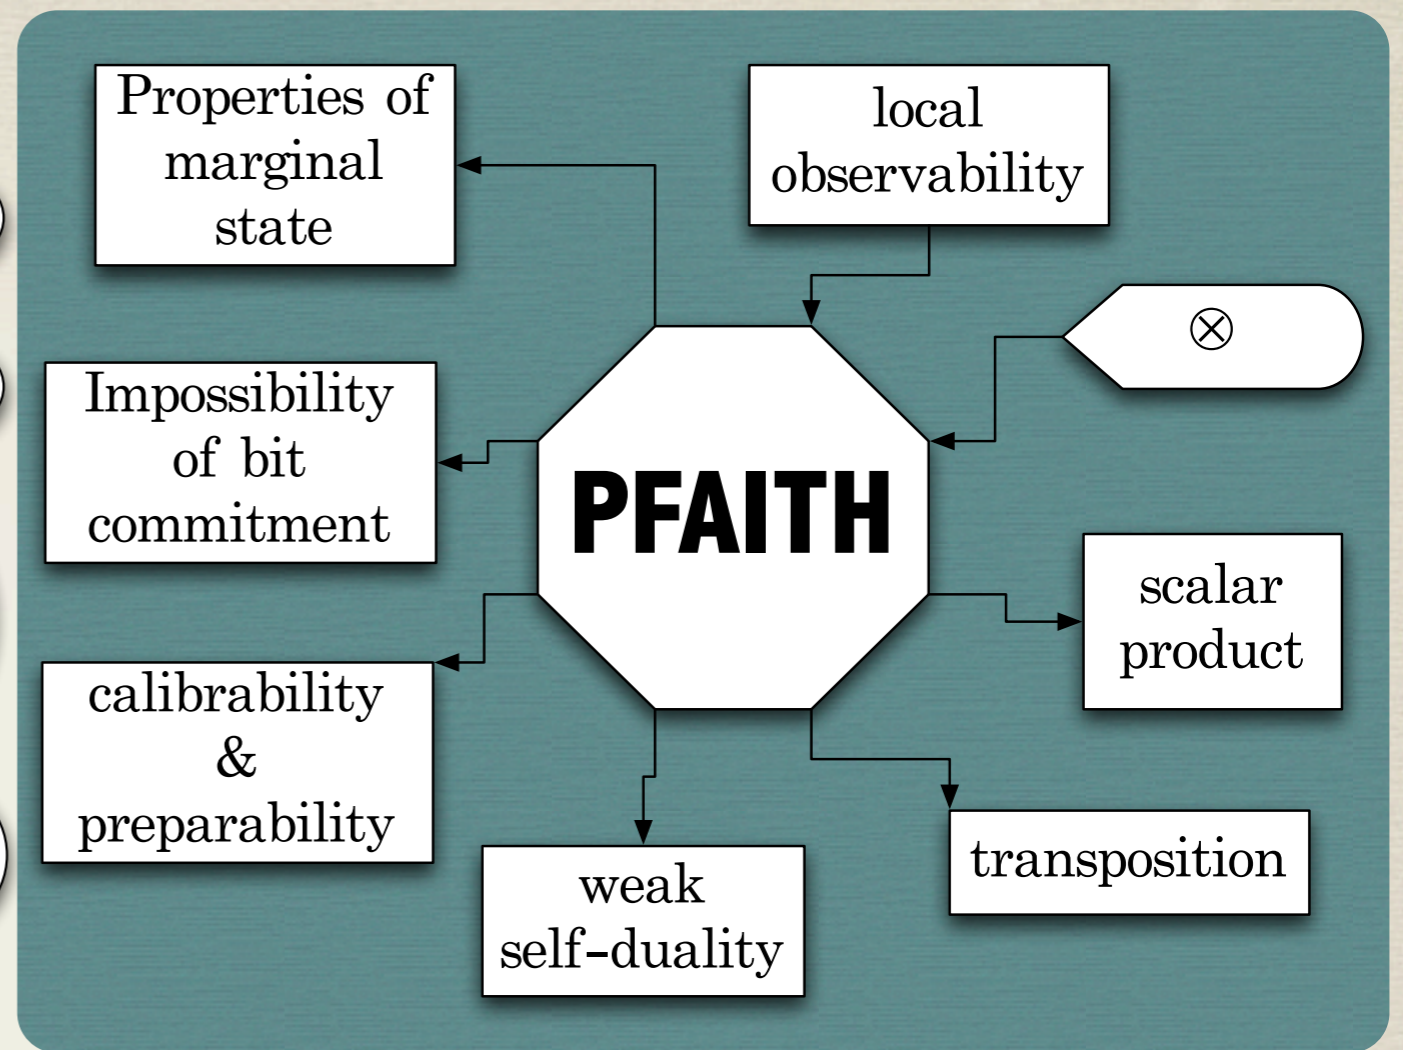 Properties of
marginal
state
local
observability
⊗
Impossibility
of bit
commitment
PFAITH
scalar
product
calibrability
&
preparability
weak
self-duality
transposition